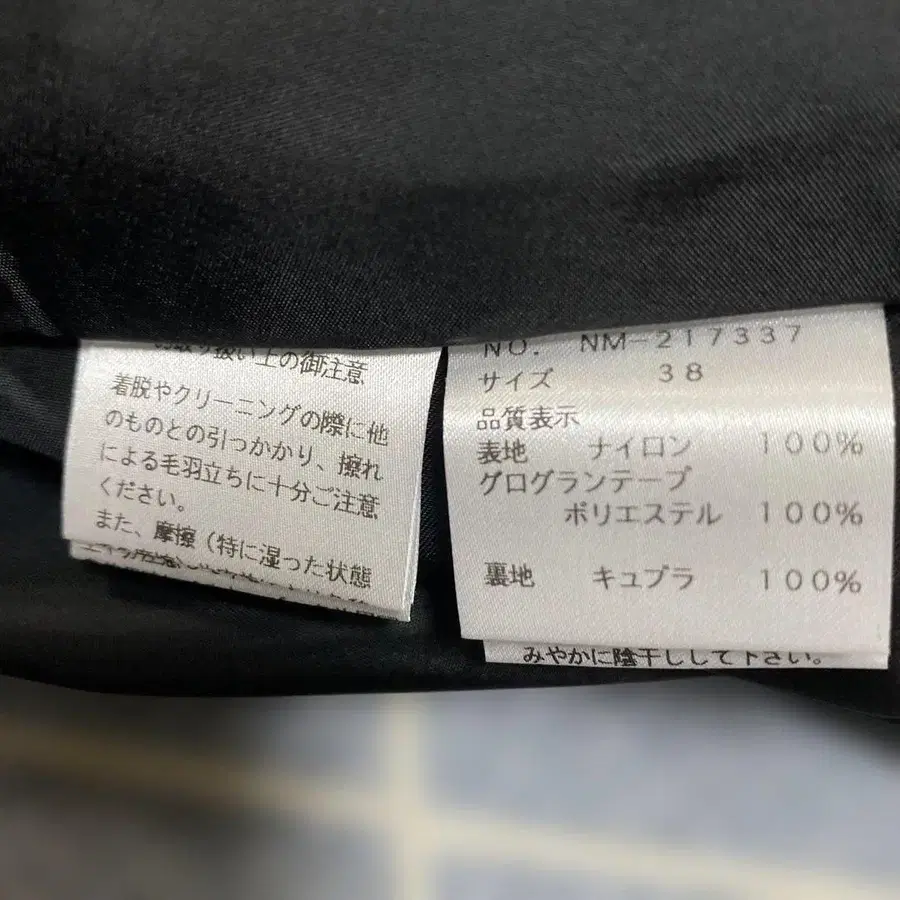 お取り扱い上の御注意
着脱やクリーニングの際に他
のものとの引っかかり、擦れ
による毛羽立ちに十分ご注意
ください。
また、摩擦（特に湿った状態
NO. NM-217337
サイズ 38
品質表示
表地 ナイロン 100%
グログランテープ
ポリエステル 100%
裏地 キュプラ 100%
みやかに陰干しして下さい。